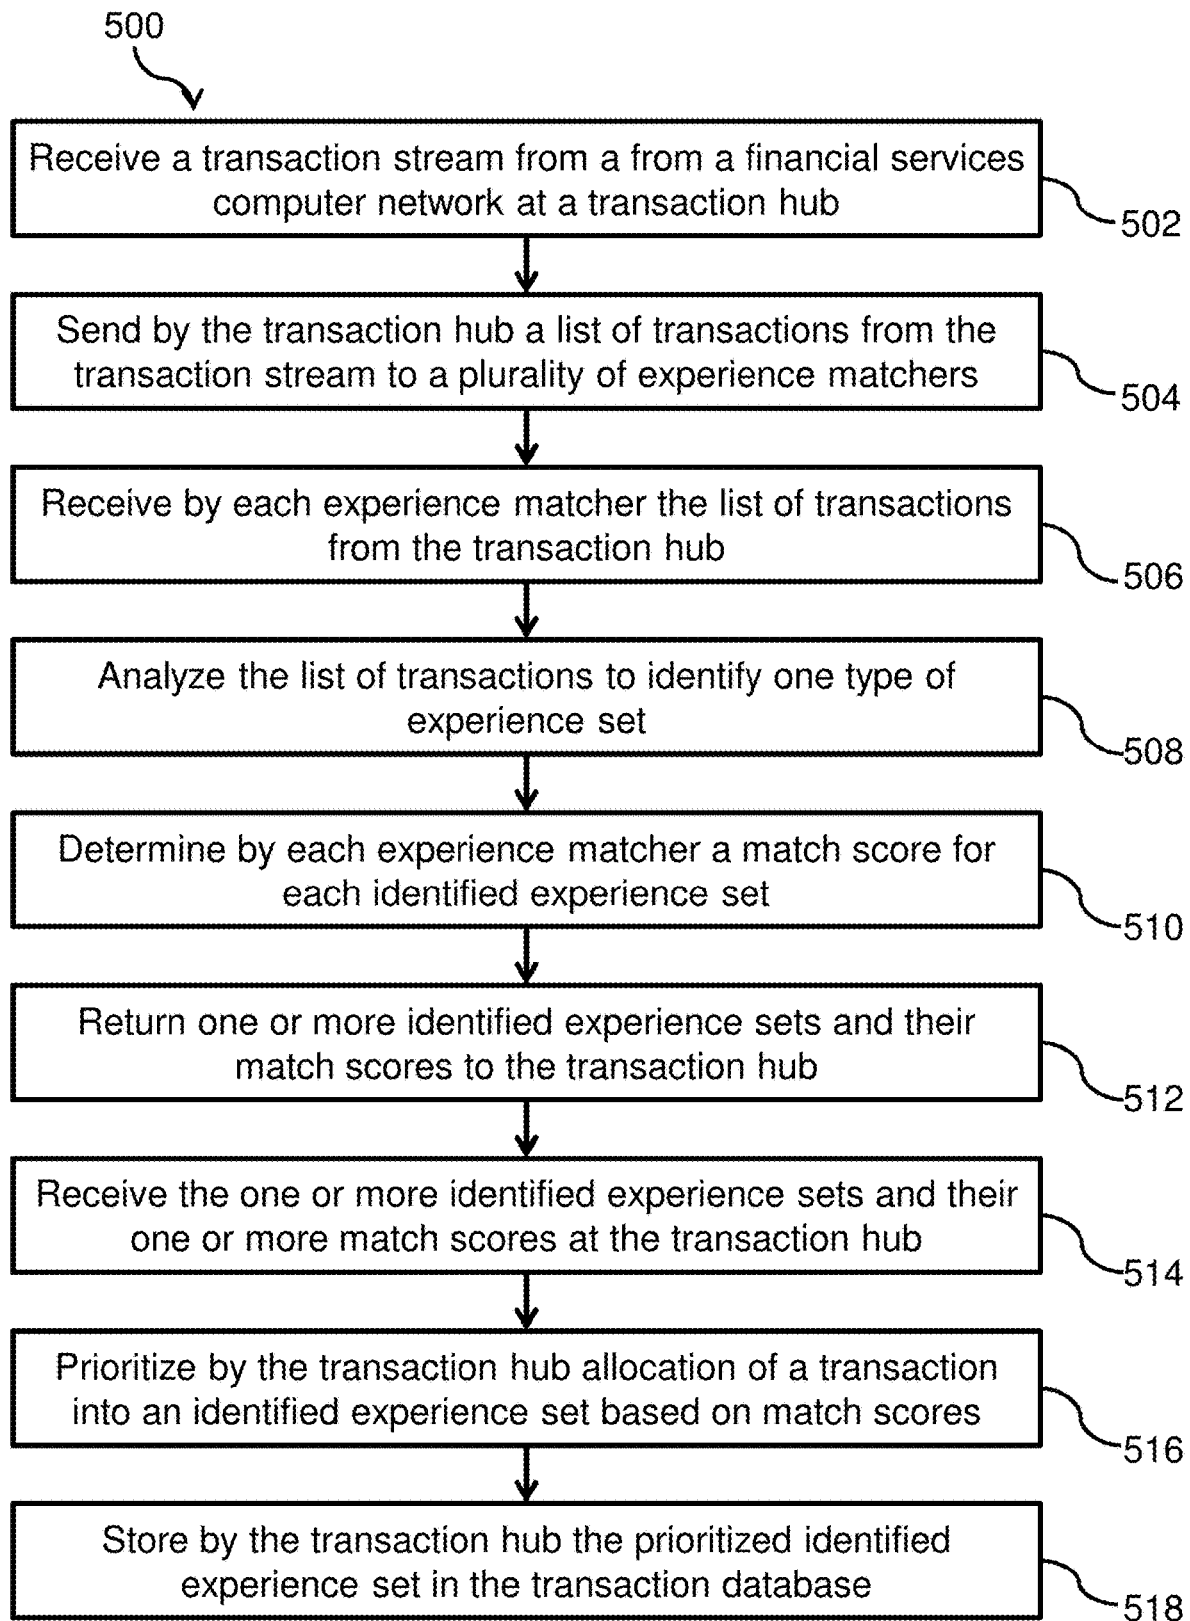 500
Receive a transaction stream from a from a financial services
computer network at a transaction hub
502
Send by the transaction hub a list of transactions from the
transaction stream to a plurality of experience matchers
504
Receive by each experience matcher the list of transactions
from the transaction hub
506
Analyze the list of transactions to identify one type of
experience set
508
Determine by each experience matcher a match score for
each identified experience set
510
Return one or more identified experience sets and their
match scores to the transaction hub
512
Receive the one or more identified experience sets and their
one or more match scores at the transaction hub
514
Prioritize by the transaction hub allocation of a transaction
into an identified experience set based on match scores
516
Store by the transaction hub the prioritized identified
experience set in the transaction database
518